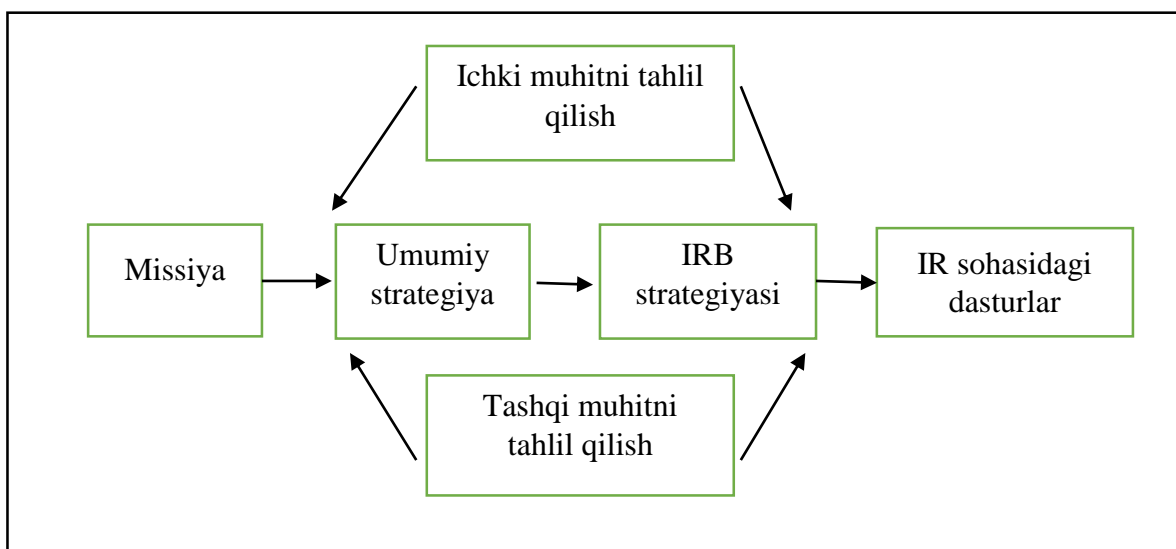 Ichki muhitni tahlil
qilish
Missiya
Umumiy
strategiya
IRB
strategiyasi
IR sohasidagi
dasturlar
Tashqi muhitni
tahlil qilish